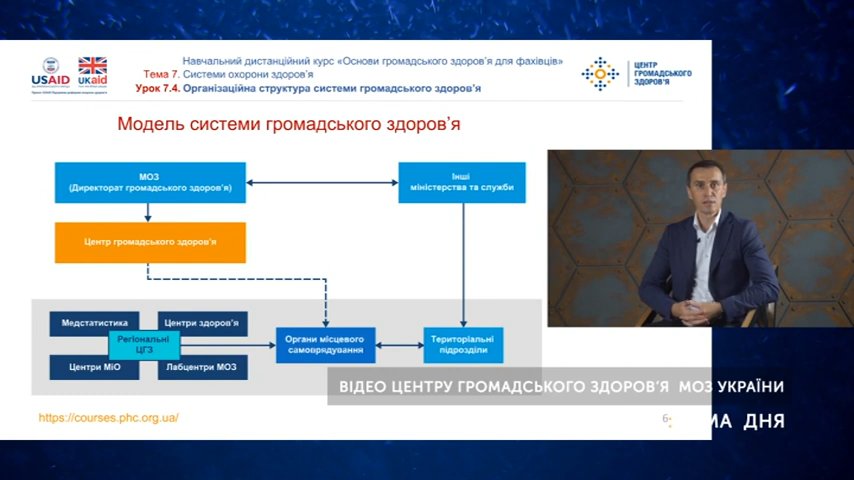 Навчальний дистанційний курс «Основи громадського здоров'я для фахівців»
Тема 7. Системи охорони здоров'я
Урок 7.4. Організаційна структура системи громадського здоров'я
USAID
UKaid
ЦЕНТР
ГРОМАДСЬКОГО
ЗДОРОВ'Я
Модель системи громадського здоров'я
МОЗ
(Директорат громадського здоров'я)
Інші
міністерства та служби
Центр громадського здоров'я
Медстатистика
Центри здоров'я
Регіональні
ЦГЗ
Центри МіО
Лабцентри МОЗ
Органи місцевого
самоврядування
Територіальні
підрозділи
ВІДЕО ЦЕНТРУ ГРОМАДСЬКОГО ЗДОРОВ'Я МОЗ УКРАЇНИ
https://courses.phc.org.ua/
6
МА ДНЯ